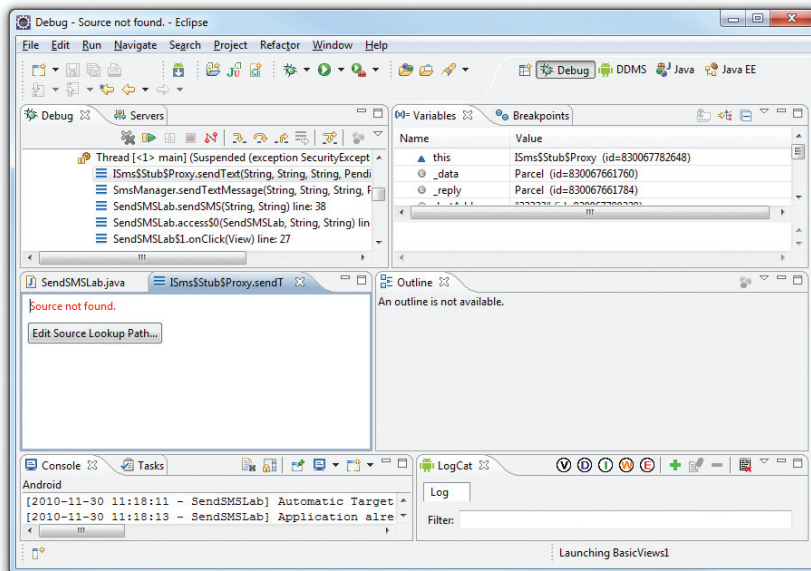 Debug - Source not found. - Eclipse
File Edit Run Navigate Search Project Refactor Window Help
Debug DDMS Java Java EE
Debug Servers
Thread [<1> main] (Suspended (exception SecurityExcept
ISms$Stub$Proxy.sendText(String, String, String, Pendi
SmsManager.sendTextMessage(String, String, String, F
SendSMSLab.sendSMS(String, String) line: 38
SendSMSLab.access$0(SendSMSLab, String, String) lin
SendSMSLab$1.onClick(View) line: 27
(x)= Variables Breakpoints
Name Value
this ISms$Stub$Proxy (id=830067782648)
_data Parcel (id=830067661760)
_reply Parcel (id=830067661784)
SendSMSLab.java ISms$Stub$Proxy.sendT
Source not found.
Edit Source Lookup Path...
Outline
An outline is not available.
Console Tasks
Android
[2010-11-30 11:18:11 - SendSMSLab] Automatic Target
[2010-11-30 11:18:13 - SendSMSLab] Application alre
LogCat V D I W E
Log
Filter:
Launching BasicViews1